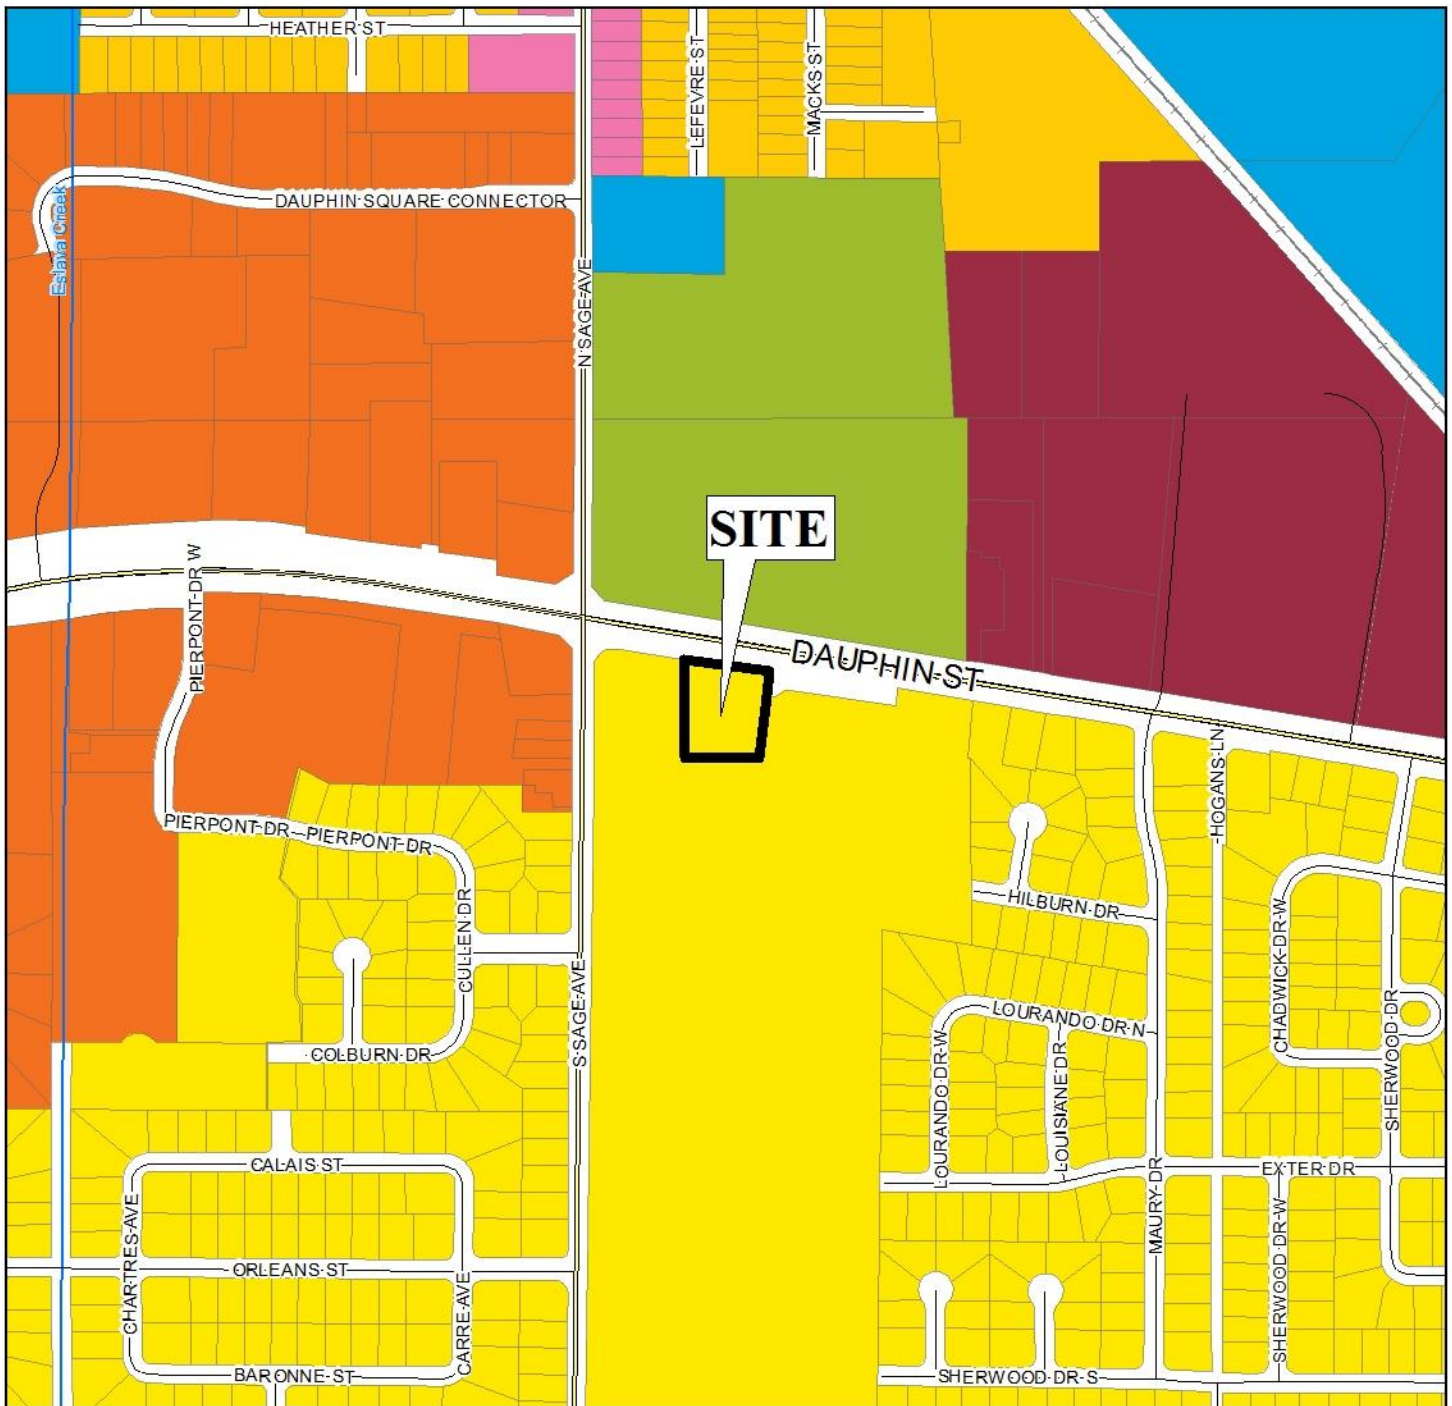 HEATHER ST
LEFEVRE ST
MACKS ST
DAUPHIN SQUARE CONNECTOR
Eslava Creek
N SAGE AVE
SITE
PIERPONT DR W
DAUPHIN ST
HOGANS LN
PIERPONT DR
PIERPONT DR
CULLEN DR
HILBURN DR
CHADWICK DR W
S SAGE AVE
SHERWOOD DR
LOURANDO DR N
COLBURN DR
LOURANDO DR W
LOUISIANE DR
CALAIS ST
MAURY DR
EXTER DR
CHARTRES AVE
ORLEANS ST
CARRE AVE
SHERWOOD DR W
BARONNE ST
SHERWOOD DR S